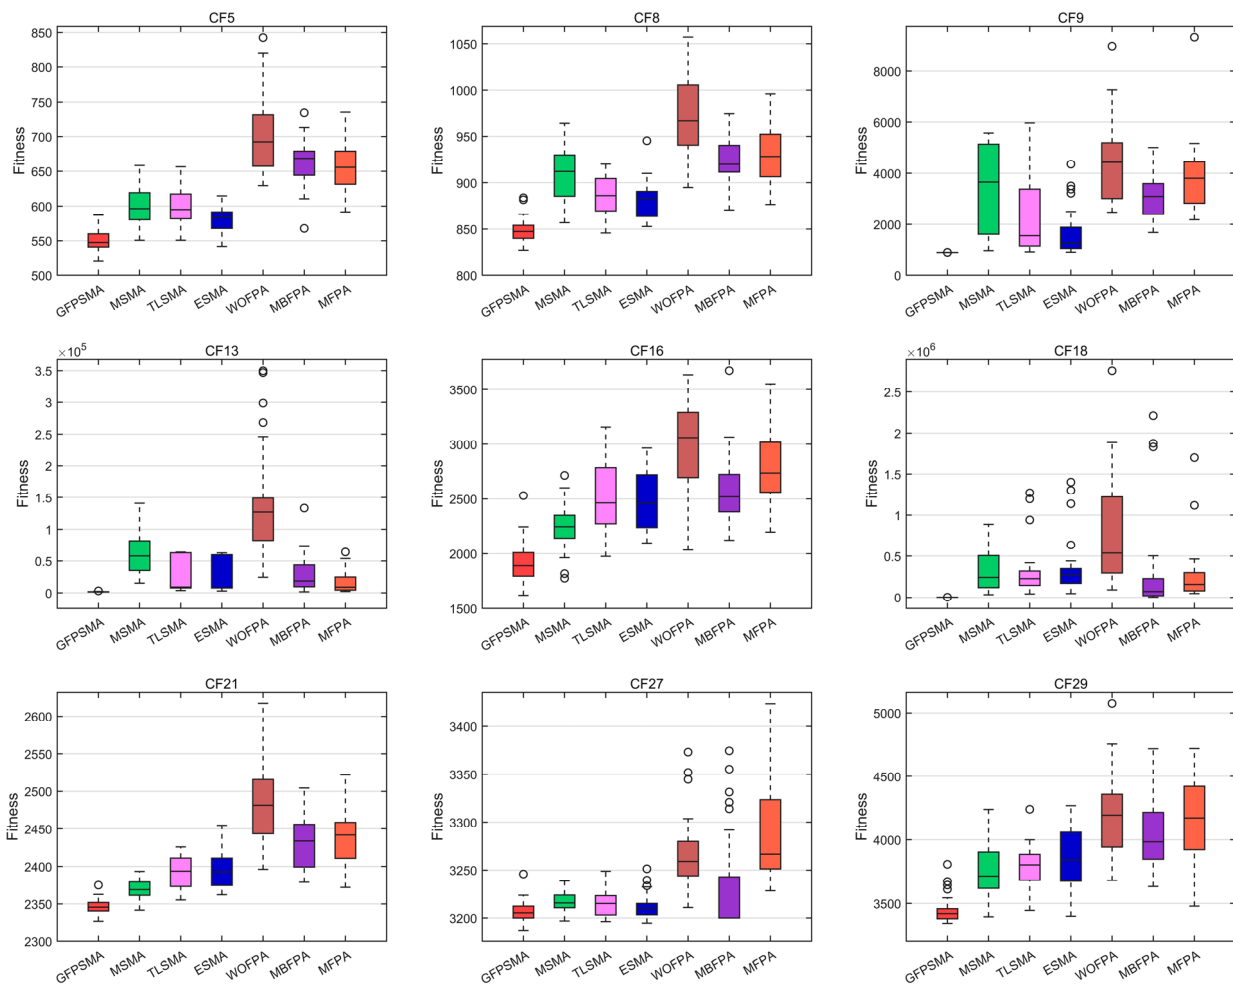 CF5
Fitness
850
800
750
700
650
600
550
500
GFPSMA MSMA TLSMA ESMA WOFPA MBFPA MFPA
CF8
Fitness
1050
1000
950
900
850
800
GFPSMA MSMA TLSMA ESMA WOFPA MBFPA MFPA
CF9
Fitness
8000
6000
4000
2000
0
GFPSMA MSMA TLSMA ESMA WOFPA MBFPA MFPA
CF13
×10^5
Fitness
3.5
3
2.5
2
1.5
1
0.5
0
GFPSMA MSMA TLSMA ESMA WOFPA MBFPA MFPA
CF16
Fitness
3500
3000
2500
2000
1500
GFPSMA MSMA TLSMA ESMA WOFPA MBFPA MFPA
CF18
×10^6
Fitness
2.5
2
1.5
1
0.5
0
GFPSMA MSMA TLSMA ESMA WOFPA MBFPA MFPA
CF21
Fitness
2600
2550
2500
2450
2400
2350
2300
GFPSMA MSMA TLSMA ESMA WOFPA MBFPA MFPA
CF27
Fitness
3400
3350
3300
3250
3200
GFPSMA MSMA TLSMA ESMA WOFPA MBFPA MFPA
CF29
Fitness
5000
4500
4000
3500
GFPSMA MSMA TLSMA ESMA WOFPA MBFPA MFPA